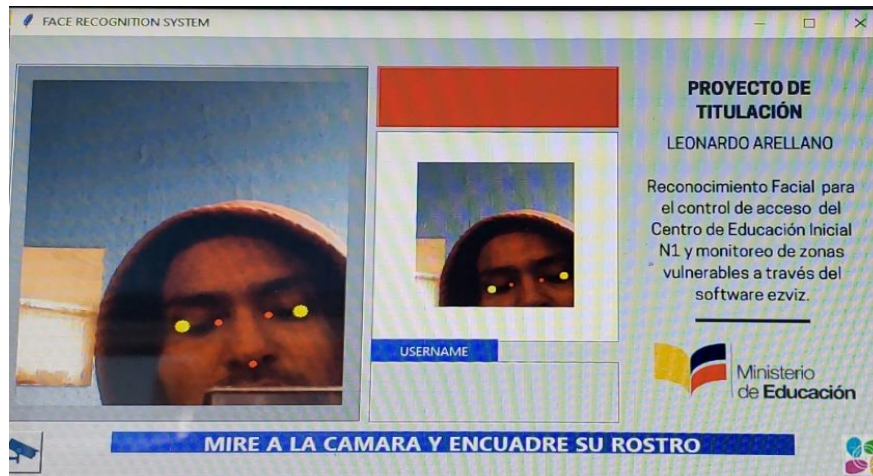 FACE RECOGNITION SYSTEM
PROYECTO DE
TITULACIÓN
LEONARDO ARELLANO
Reconocimiento Facial para
el control de acceso del
Centro de Educación Inicial
N1 y monitoreo de zonas
vulnerables a través del
software ezviz.
USERNAME
Ministerio
de Educación
MIRE A LA CAMARA Y ENCUADRE SU ROSTRO